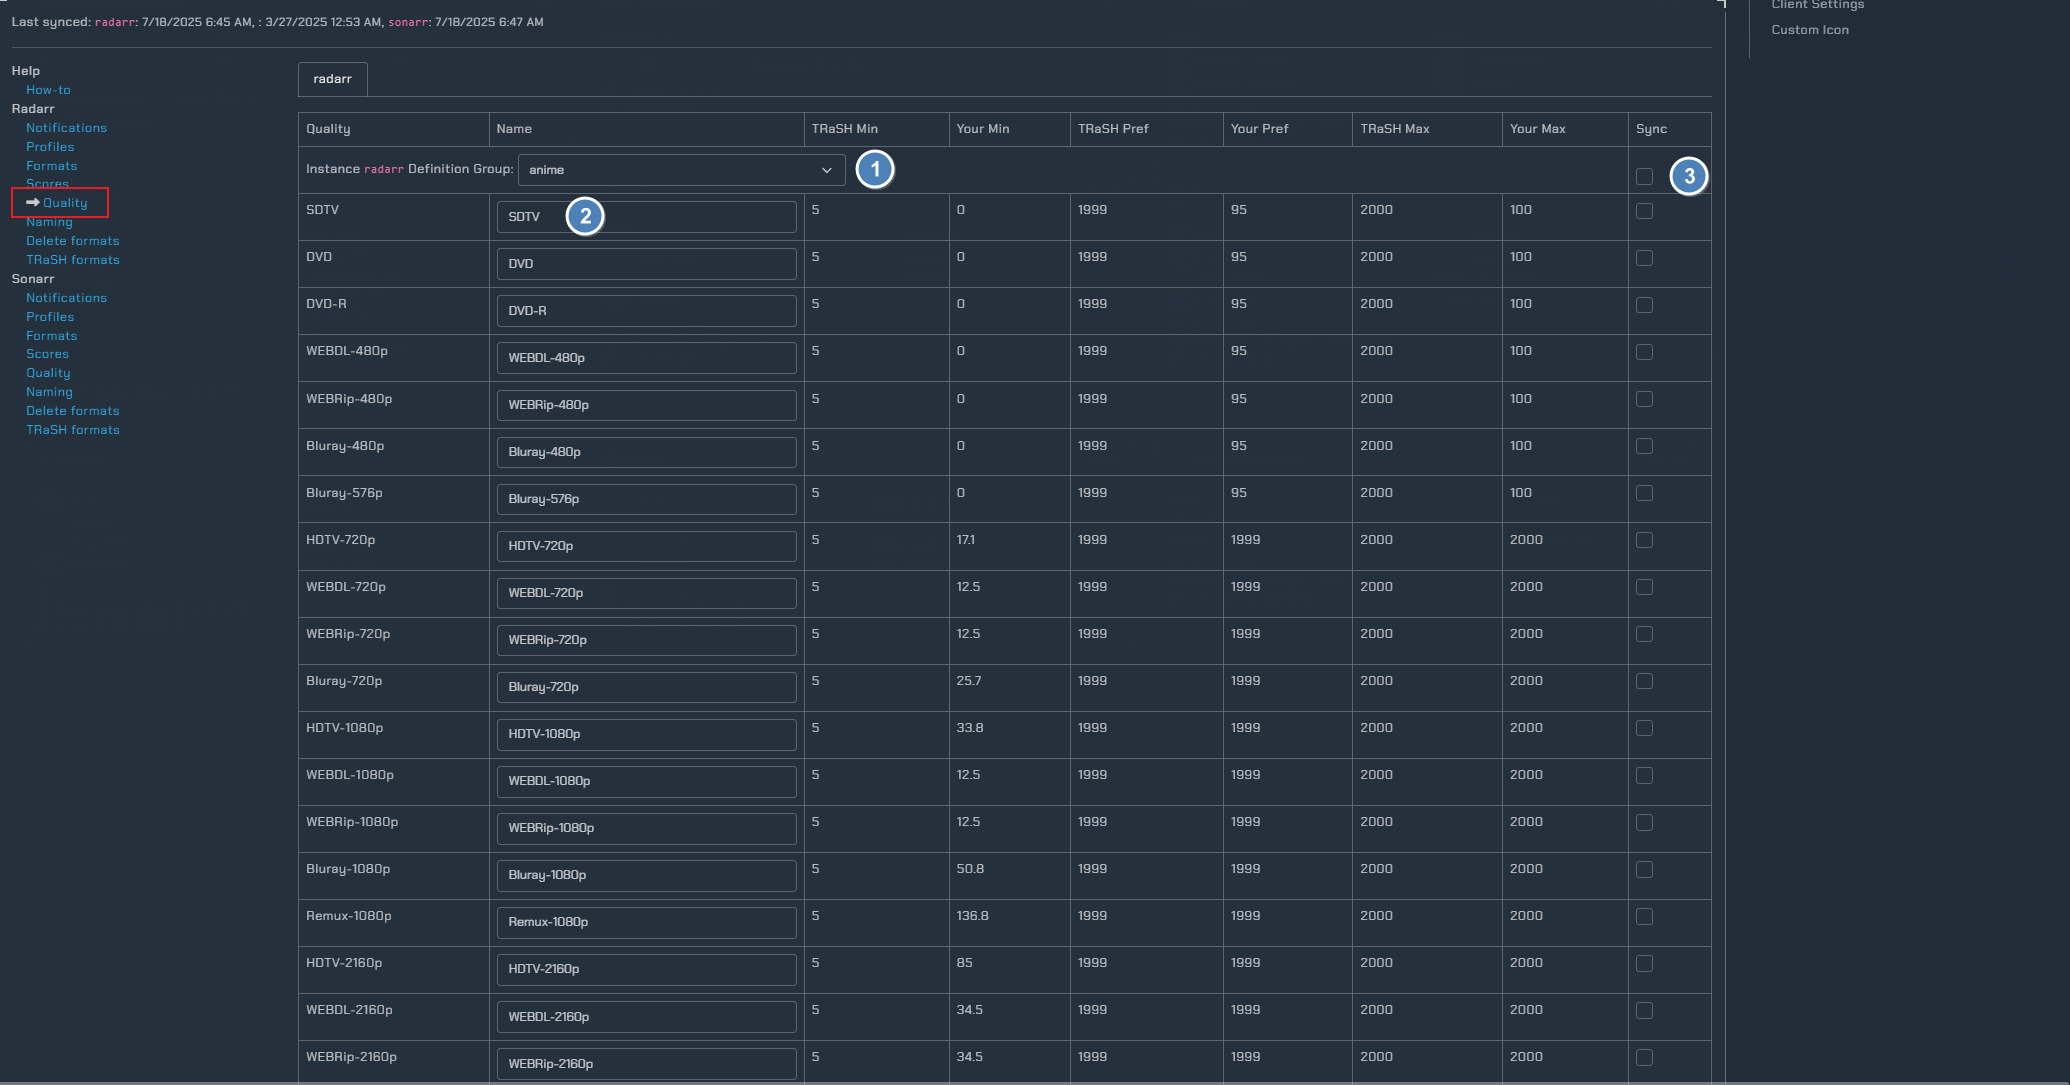 Last synced: radarr: 7/18/2025 6:45 AM, : 3/27/2025 12:53 AM, sonarr: 7/18/2025 6:47 AM
Client Settings
Custom Icon
Help
How-to
Radarr
Notifications
Profiles
Formats
Scores
➡ Quality
Naming
Delete formats
TRaSH formats
Sonarr
Notifications
Profiles
Formats
Scores
Quality
Naming
Delete formats
TRaSH formats
radarr
Quality Name TRaSH Min Your Min TRaSH Pref Your Pref TRaSH Max Your Max Sync
Instance radarr Definition Group: anime 1 3
SDTV SDTV 2 5 0 1999 95 2000 100
DVD DVD 5 0 1999 95 2000 100
DVD-R DVD-R 5 0 1999 95 2000 100
WEBDL-480p WEBDL-480p 5 0 1999 95 2000 100
WEBRip-480p WEBRip-480p 5 0 1999 95 2000 100
Bluray-480p Bluray-480p 5 0 1999 95 2000 100
Bluray-576p Bluray-576p 5 0 1999 95 2000 100
HDTV-720p HDTV-720p 5 17.1 1999 1999 2000 2000
WEBDL-720p WEBDL-720p 5 12.5 1999 1999 2000 2000
WEBRip-720p WEBRip-720p 5 12.5 1999 1999 2000 2000
Bluray-720p Bluray-720p 5 25.7 1999 1999 2000 2000
HDTV-1080p HDTV-1080p 5 33.8 1999 1999 2000 2000
WEBDL-1080p WEBDL-1080p 5 12.5 1999 1999 2000 2000
WEBRip-1080p WEBRip-1080p 5 12.5 1999 1999 2000 2000
Bluray-1080p Bluray-1080p 5 50.8 1999 1999 2000 2000
Remux-1080p Remux-1080p 5 136.8 1999 1999 2000 2000
HDTV-2160p HDTV-2160p 5 85 1999 1999 2000 2000
WEBDL-2160p WEBDL-2160p 5 34.5 1999 1999 2000 2000
WEBRip-2160p WEBRip-2160p 5 34.5 1999 1999 2000 2000